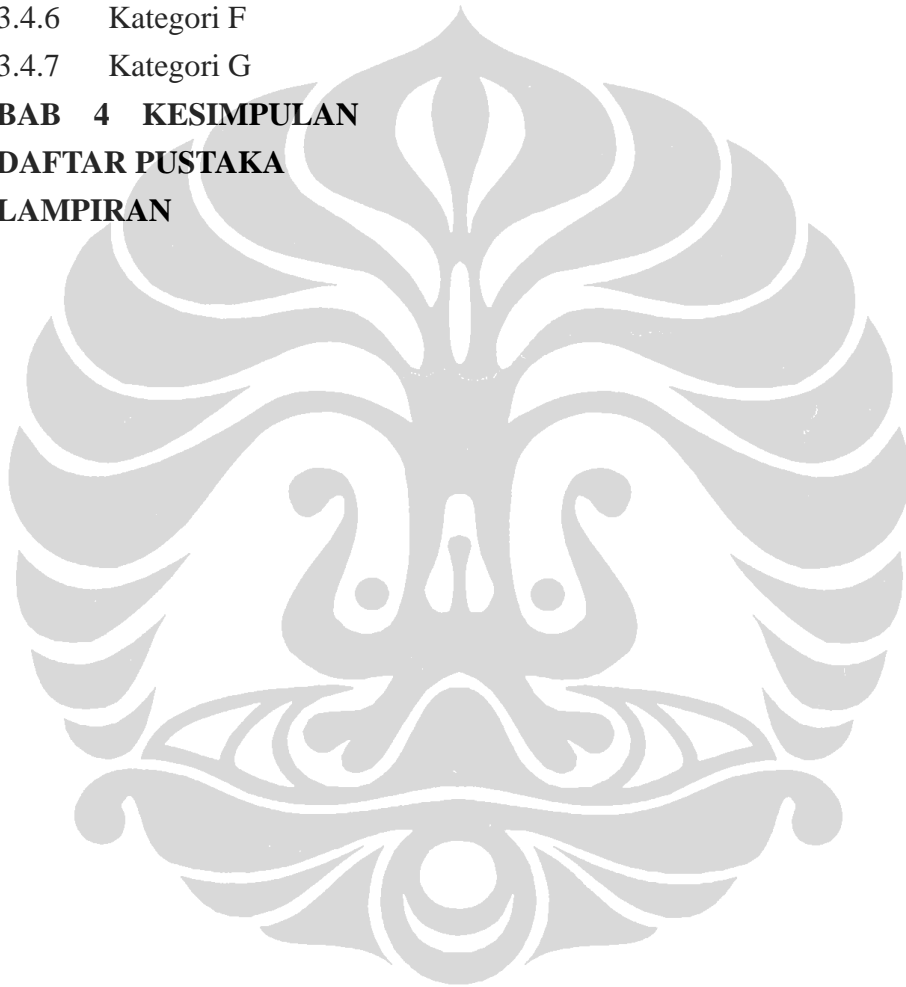 3.4.6 Kategori F
3.4.7 Kategori G
BAB 4 KESIMPULAN
DAFTAR PUSTAKA
LAMPIRAN